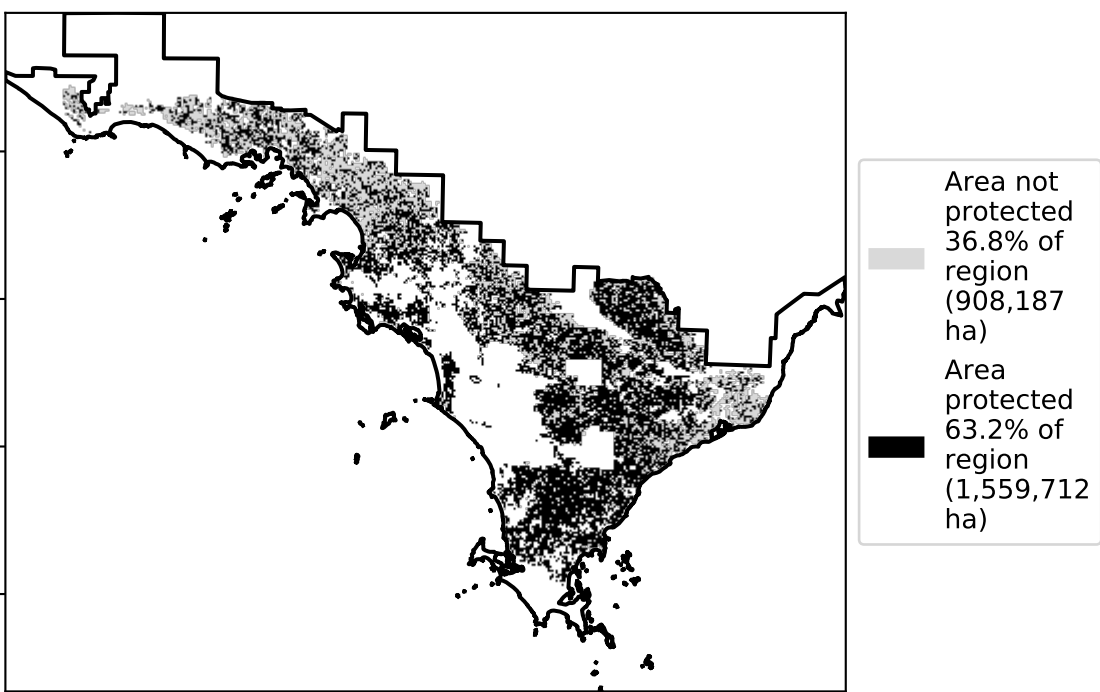 Area not
protected
36.8% of
region
(908,187
ha)
Area
protected
63.2% of
region
(1,559,712
ha)